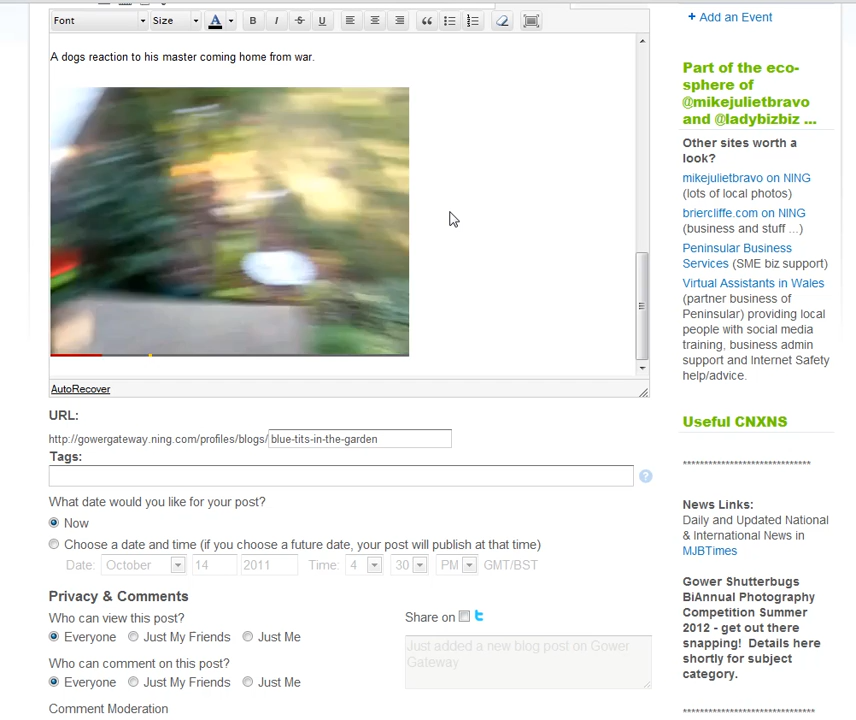 Font
Size
A
B
I
S
U
+ Add an Event
A dogs reaction to his master coming home from war.
AutoRecover
URL:
http://gowergateway.ning.com/profiles/blogs/ blue-tits-in-the-garden
Tags:
?
What date would you like for your post?
Now
Choose a date and time (if you choose a future date, your post will publish at that time)
Date: October 14 2011 Time: 4 30 PM GMT/BST
Privacy & Comments
Who can view this post?
Everyone Just My Friends Just Me
Who can comment on this post?
Everyone Just My Friends Just Me
Comment Moderation
Share on
Just added a new blog post on Gower
Gateway
Part of the eco-
sphere of
@mikejulietbravo
and @ladybizbiz ...
Other sites worth a
look?
mikejulietbravo on NING
(lots of local photos)
briercliffe.com on NING
(business and stuff ...)
Peninsular Business
Services (SME biz support)
Virtual Assistants in Wales
(partner business of
Peninsular) providing local
people with social media
training, business admin
support and Internet Safety
help/advice.
Useful CNXNS
******************************
News Links:
Daily and Updated National
& International News in
MJBTimes
Gower Shutterbugs
BiAnnual Photography
Competition Summer
2012 - get out there
snapping! Details here
shortly for subject
category.
*******************************